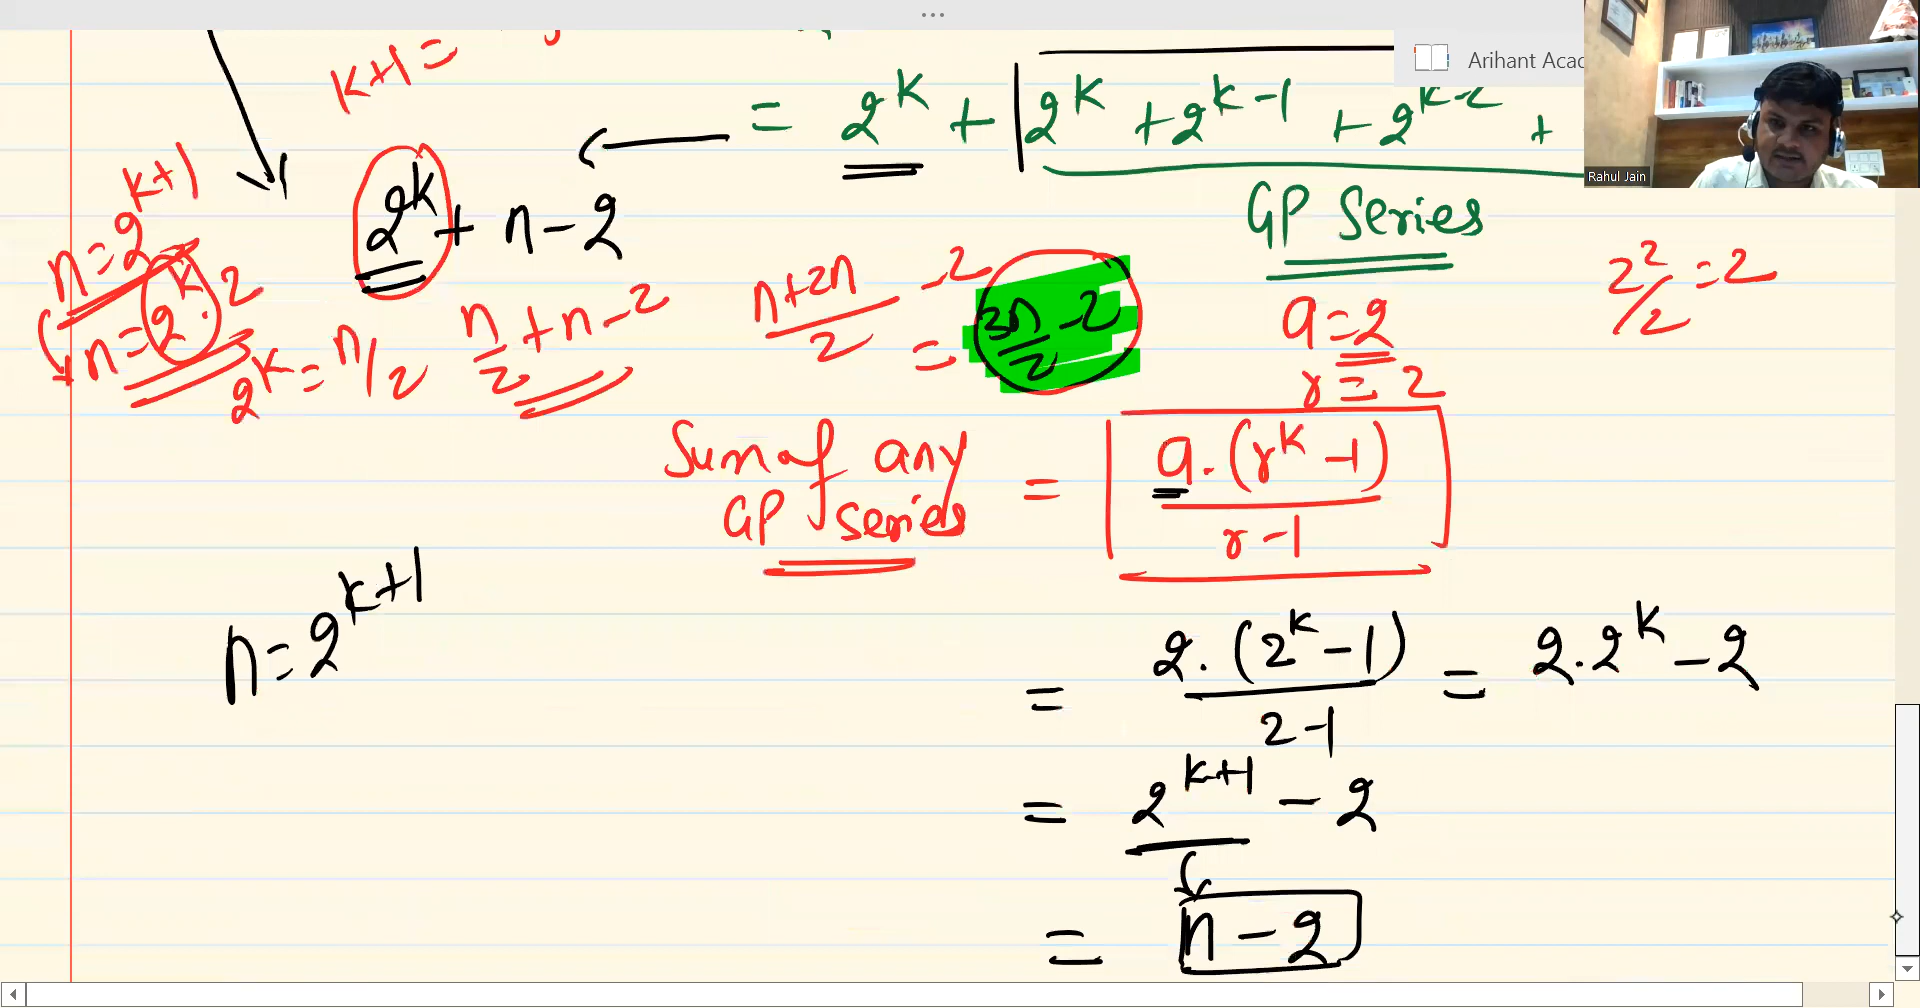 k+1 =
Arihant Acad
= 2^k + 2^k + 2^(k-1) + 2^(k-2) +
Rahul Jain
n = 2^(k+1)
2^k + n - 2
GP Series
n = 2^k . 2
2^k = n/2
n/2 + n - 2
(n+2n)/2 - 2
= 3n/2 - 2
a = 2
r = 2
2^2/2 = 2
Sum of any
GP series
= a.(r^k - 1)/(r - 1)
n = 2^(k+1)
= 2.(2^k - 1)/(2 - 1) = 2.2^k - 2
= 2^(k+1) - 2
= n - 2